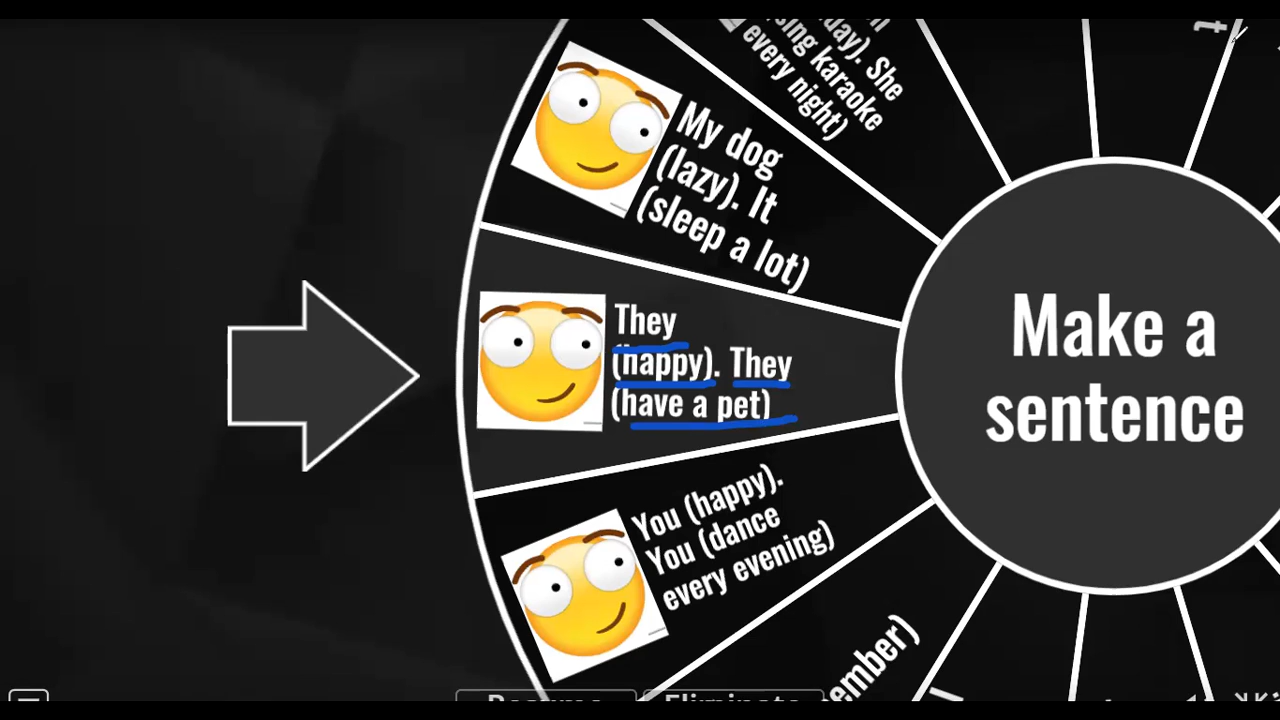 day). She
sing karaoke
every night)
My dog
(lazy). It
(sleep a lot)
They
(happy). They
(have a pet)
You (happy).
You (dance
every evening)
Make a
sentence
ember)
Resume
Eliminate